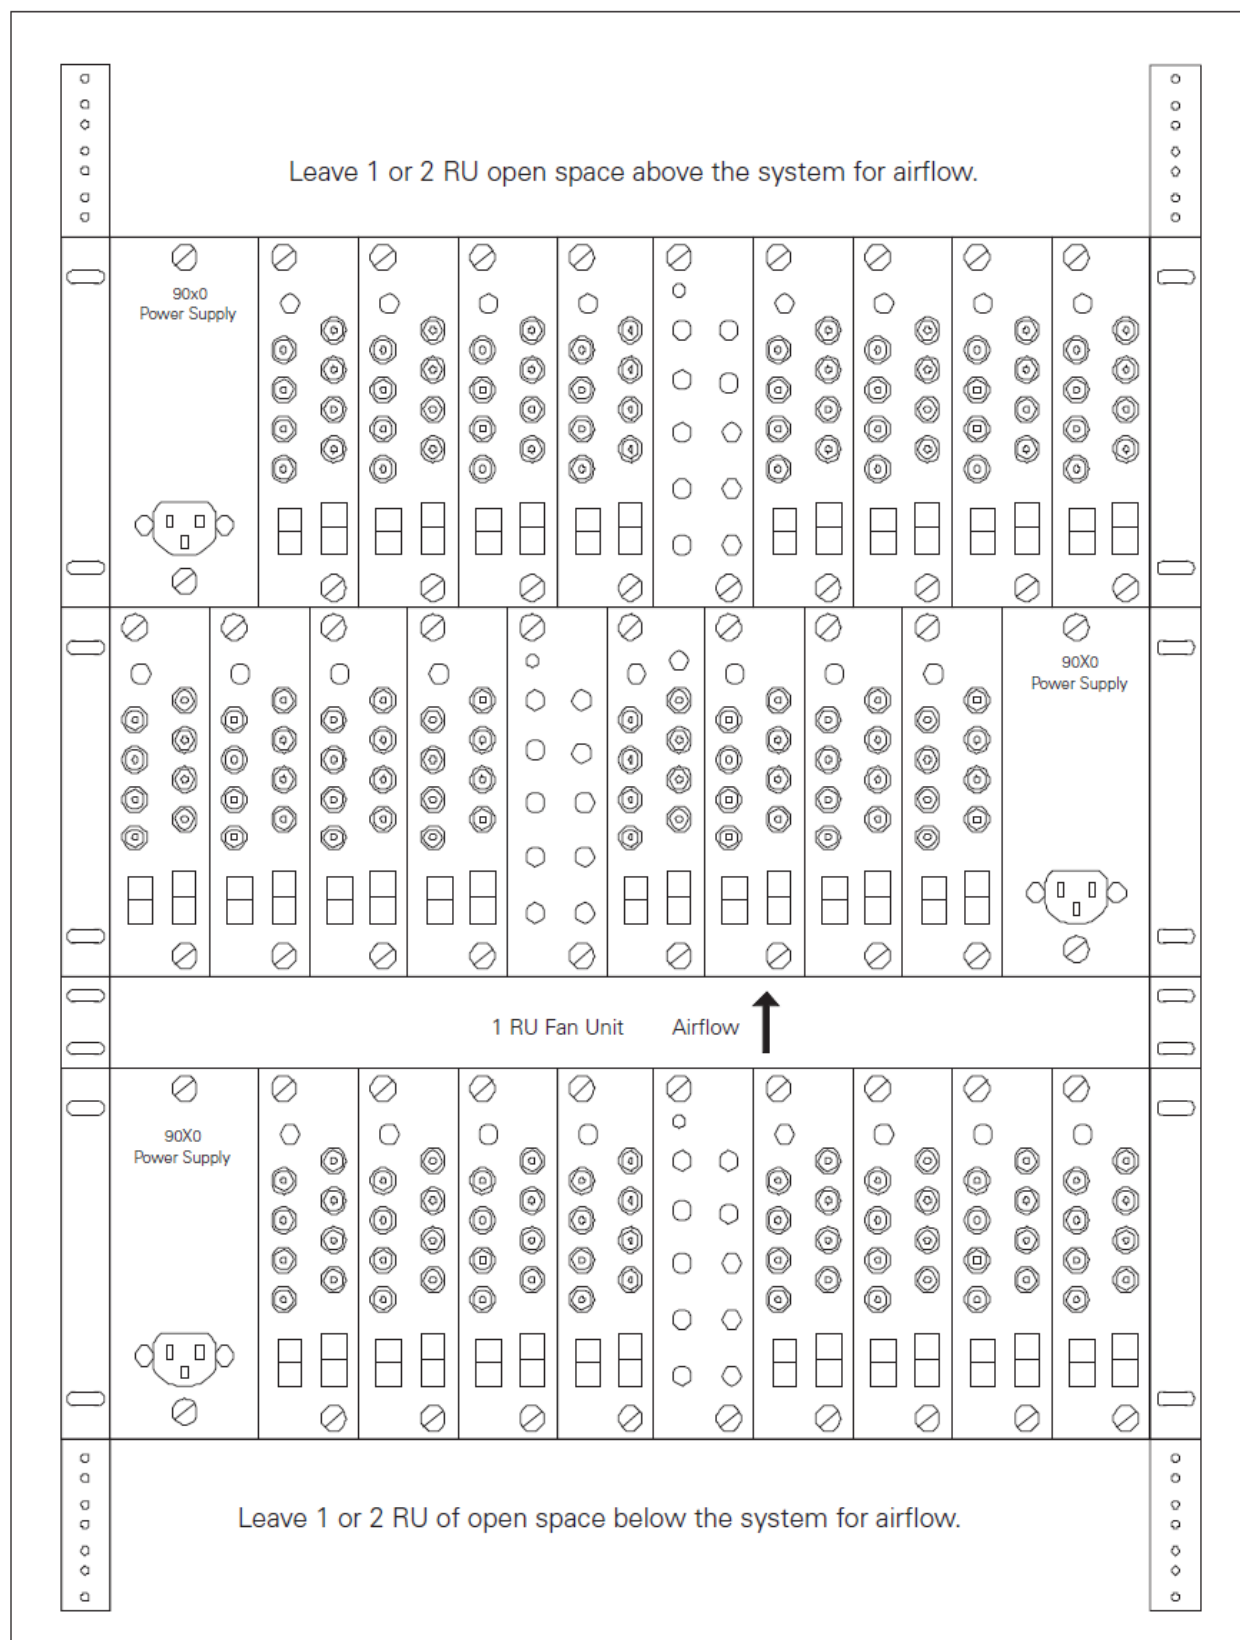 Leave 1 or 2 RU open space above the system for airflow.
90x0
Power Supply
90X0
Power Supply
1 RU Fan Unit Airflow
90X0
Power Supply
Leave 1 or 2 RU of open space below the system for airflow.